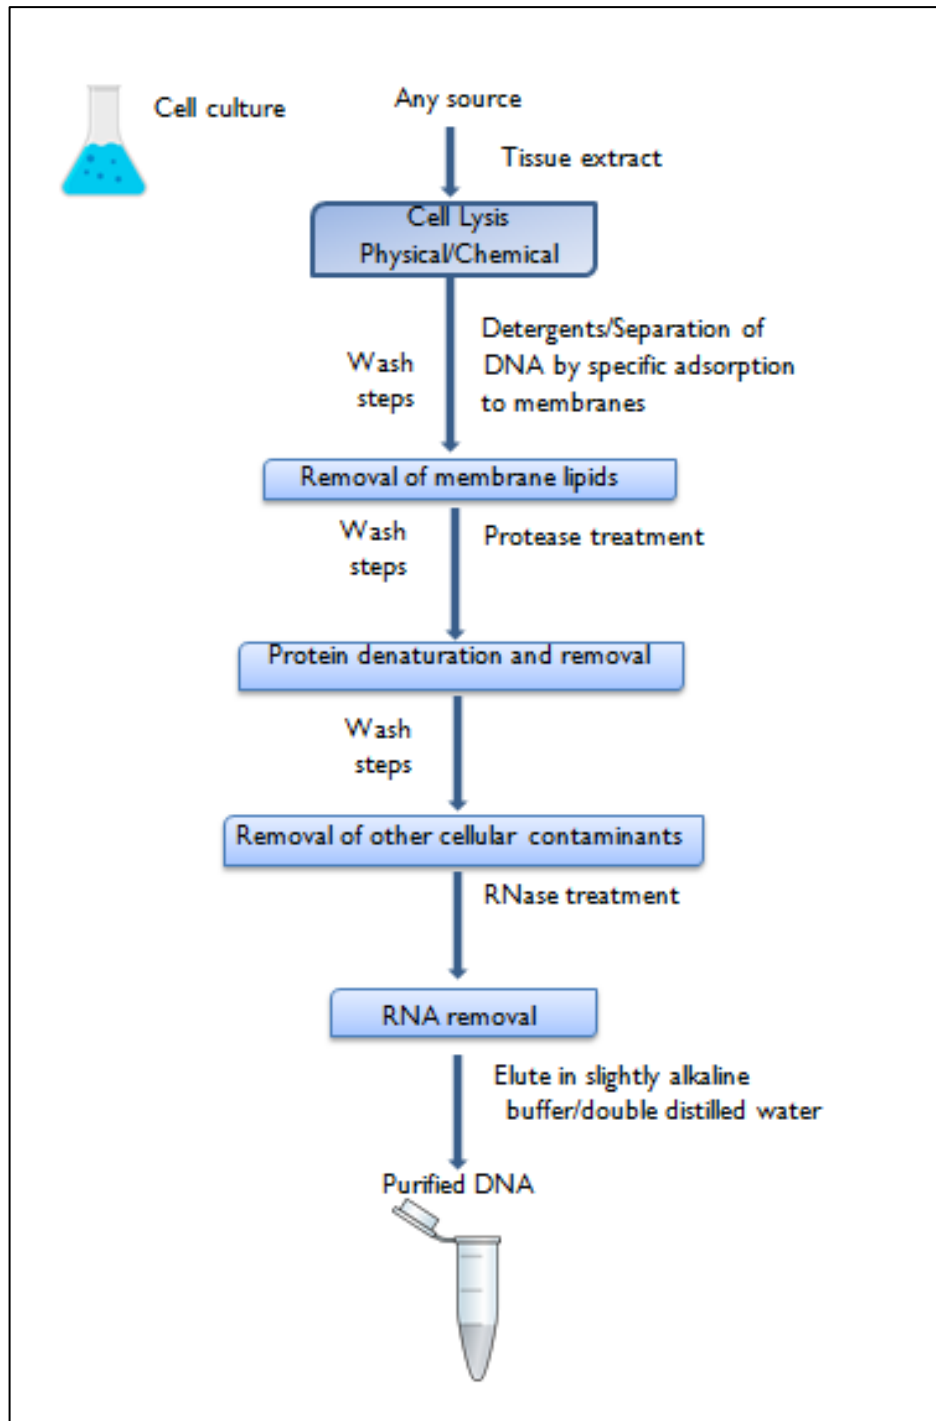 Cell culture
Any source
Tissue extract
Cell Lysis
Physical/Chemical
Wash
steps
Detergents/Separation of
DNA by specific adsorption
to membranes
Removal of membrane lipids
Wash
steps
Protease treatment
Protein denaturation and removal
Wash
steps
Removal of other cellular contaminants
RNase treatment
RNA removal
Elute in slightly alkaline
buffer/double distilled water
Purified DNA